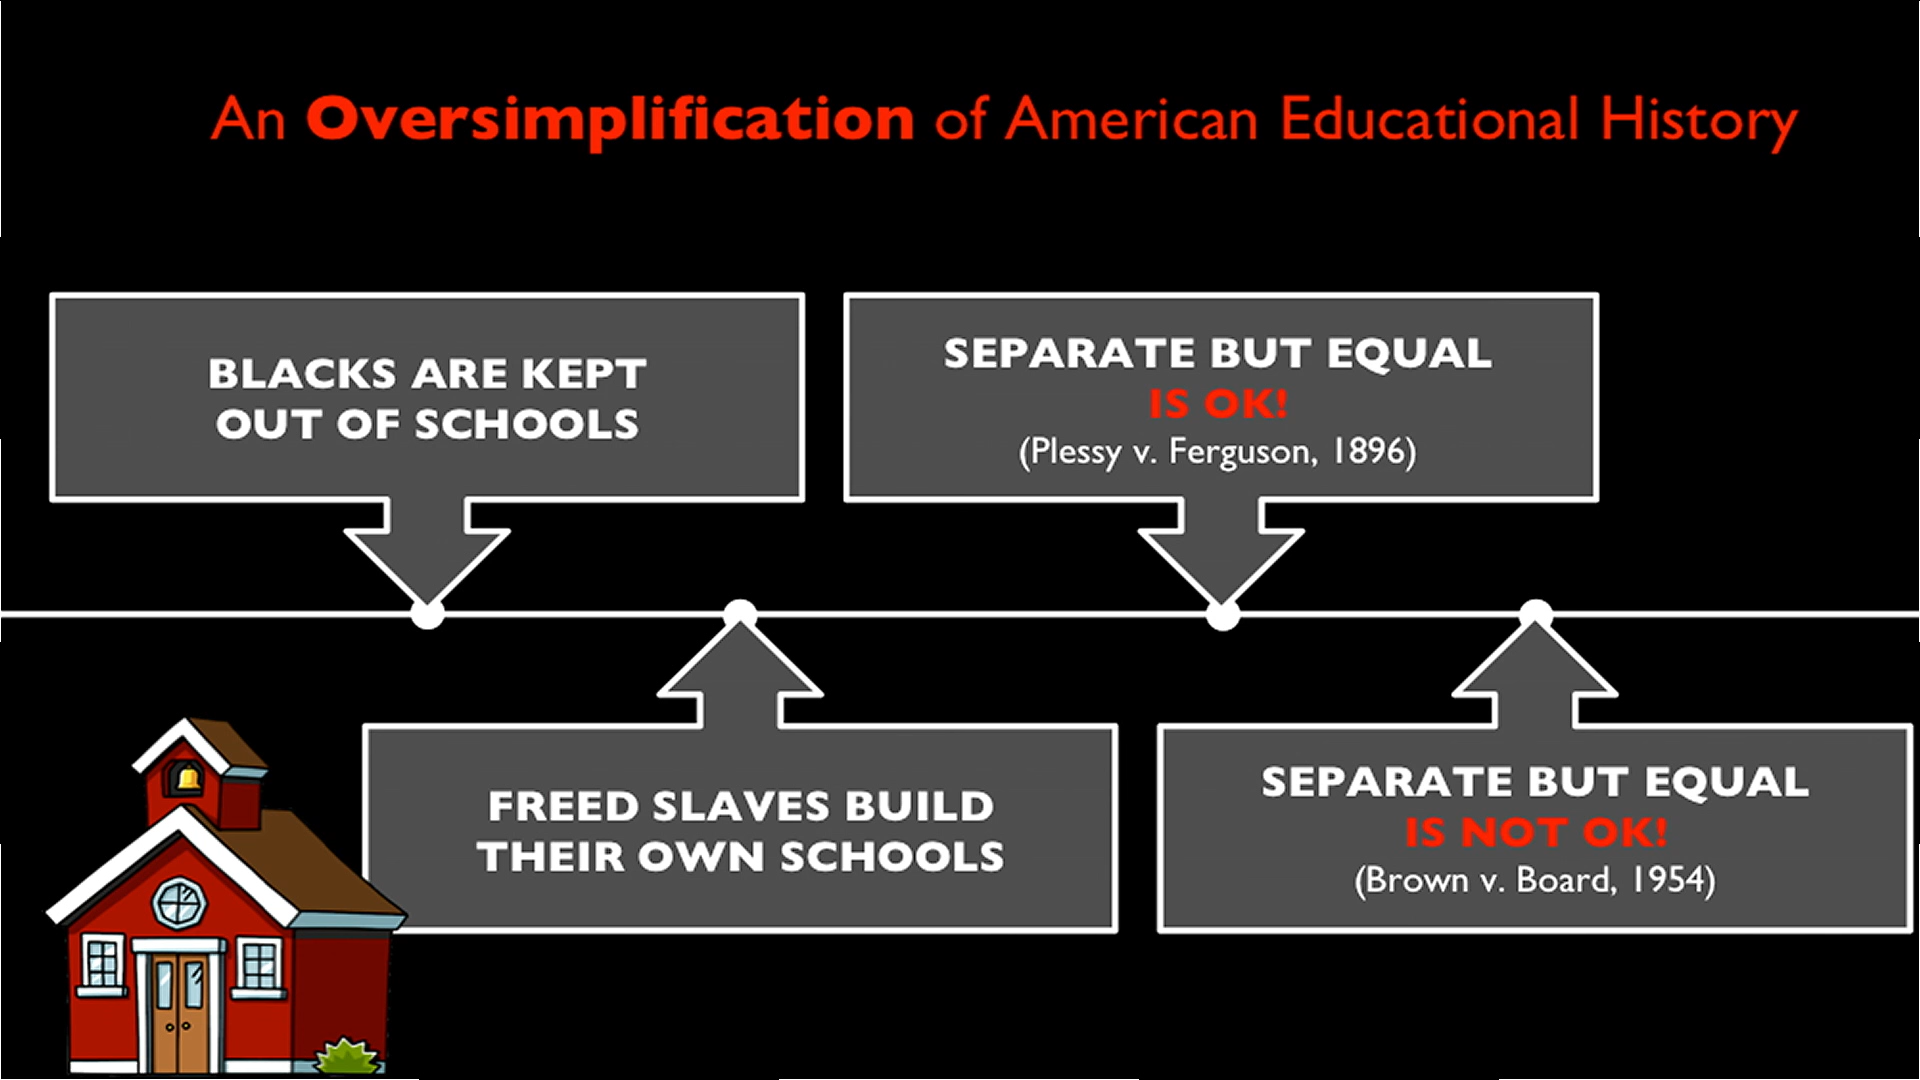 An Oversimplification of American Educational History
BLACKS ARE KEPT
OUT OF SCHOOLS
SEPARATE BUT EQUAL
IS OK!
(Plessy v. Ferguson, 1896)
FREED SLAVES BUILD
THEIR OWN SCHOOLS
SEPARATE BUT EQUAL
IS NOT OK!
(Brown v. Board, 1954)